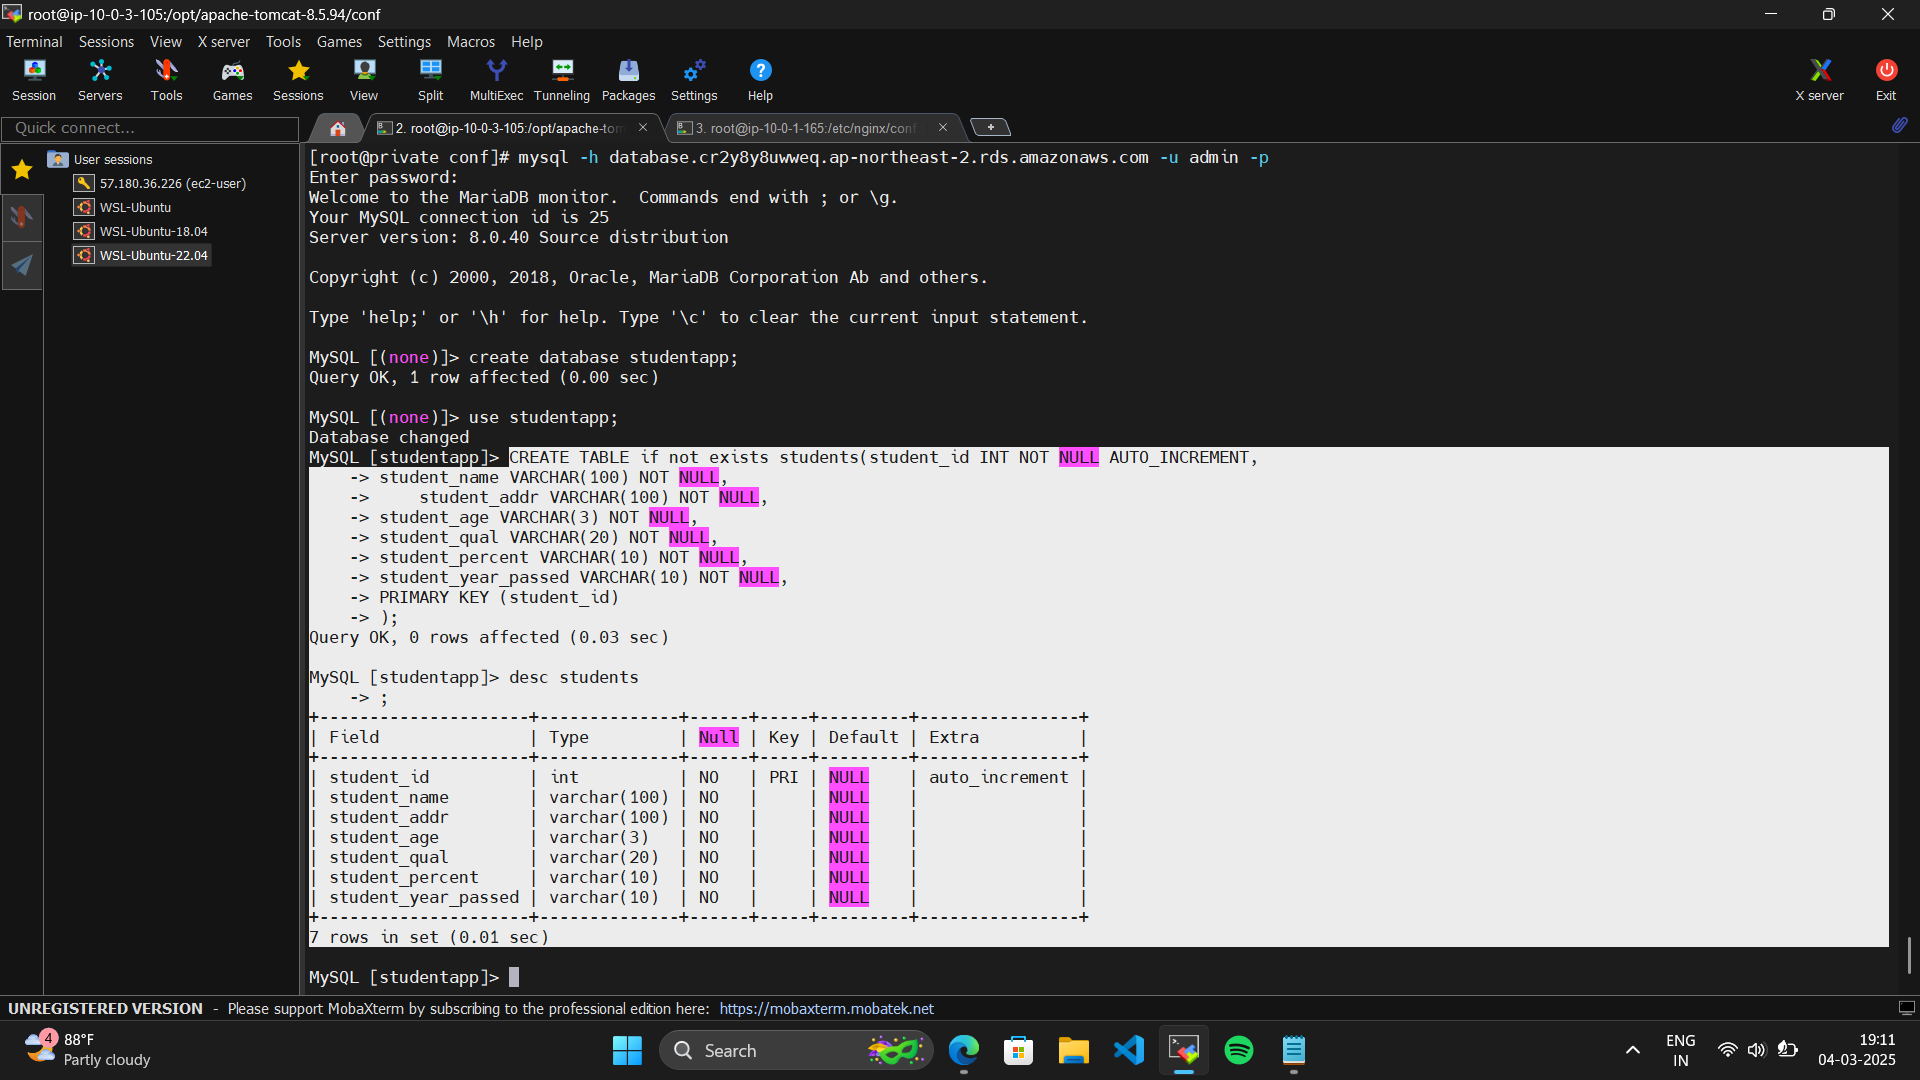 root@ip-10-0-3-105:/opt/apache-tomcat-8.5.94/conf
Terminal Sessions View X server Tools Games Settings Macros Help
Session Servers Tools Games Sessions View Split MultiExec Tunneling Packages Settings Help X server Exit
Quick connect...
2. root@ip-10-0-3-105:/opt/apache-tom
3. root@ip-10-0-1-165:/etc/nginx/conf
User sessions
57.180.36.226 (ec2-user)
WSL-Ubuntu
WSL-Ubuntu-18.04
WSL-Ubuntu-22.04
[root@private conf]# mysql -h database.cr2y8y8uwweq.ap-northeast-2.rds.amazonaws.com -u admin -p
Enter password:
Welcome to the MariaDB monitor.  Commands end with ; or \g.
Your MySQL connection id is 25
Server version: 8.0.40 Source distribution
Copyright (c) 2000, 2018, Oracle, MariaDB Corporation Ab and others.
Type 'help;' or '\h' for help. Type '\c' to clear the current input statement.
MySQL [(none)]> create database studentapp;
Query OK, 1 row affected (0.00 sec)
MySQL [(none)]> use studentapp;
Database changed
MySQL [studentapp]> CREATE TABLE if not exists students(student_id INT NOT NULL AUTO_INCREMENT,
    -> student_name VARCHAR(100) NOT NULL,
    ->     student_addr VARCHAR(100) NOT NULL,
    -> student_age VARCHAR(3) NOT NULL,
    -> student_qual VARCHAR(20) NOT NULL,
    -> student_percent VARCHAR(10) NOT NULL,
    -> student_year_passed VARCHAR(10) NOT NULL,
    -> PRIMARY KEY (student_id)
    -> );
Query OK, 0 rows affected (0.03 sec)
MySQL [studentapp]> desc students
    -> ;
+---------------------+--------------+------+-----+---------+----------------+
| Field               | Type         | Null | Key | Default | Extra          |
+---------------------+--------------+------+-----+---------+----------------+
| student_id          | int          | NO   | PRI | NULL    | auto_increment |
| student_name        | varchar(100) | NO   |     | NULL    |                |
| student_addr        | varchar(100) | NO   |     | NULL    |                |
| student_age         | varchar(3)   | NO   |     | NULL    |                |
| student_qual        | varchar(20)  | NO   |     | NULL    |                |
| student_percent     | varchar(10)  | NO   |     | NULL    |                |
| student_year_passed | varchar(10)  | NO   |     | NULL    |                |
+---------------------+--------------+------+-----+---------+----------------+
7 rows in set (0.01 sec)
MySQL [studentapp]>
UNREGISTERED VERSION - Please support MobaXterm by subscribing to the professional edition here: https://mobaxterm.mobatek.net
4
88°F
Partly cloudy
Search
ENG
IN
19:11
04-03-2025